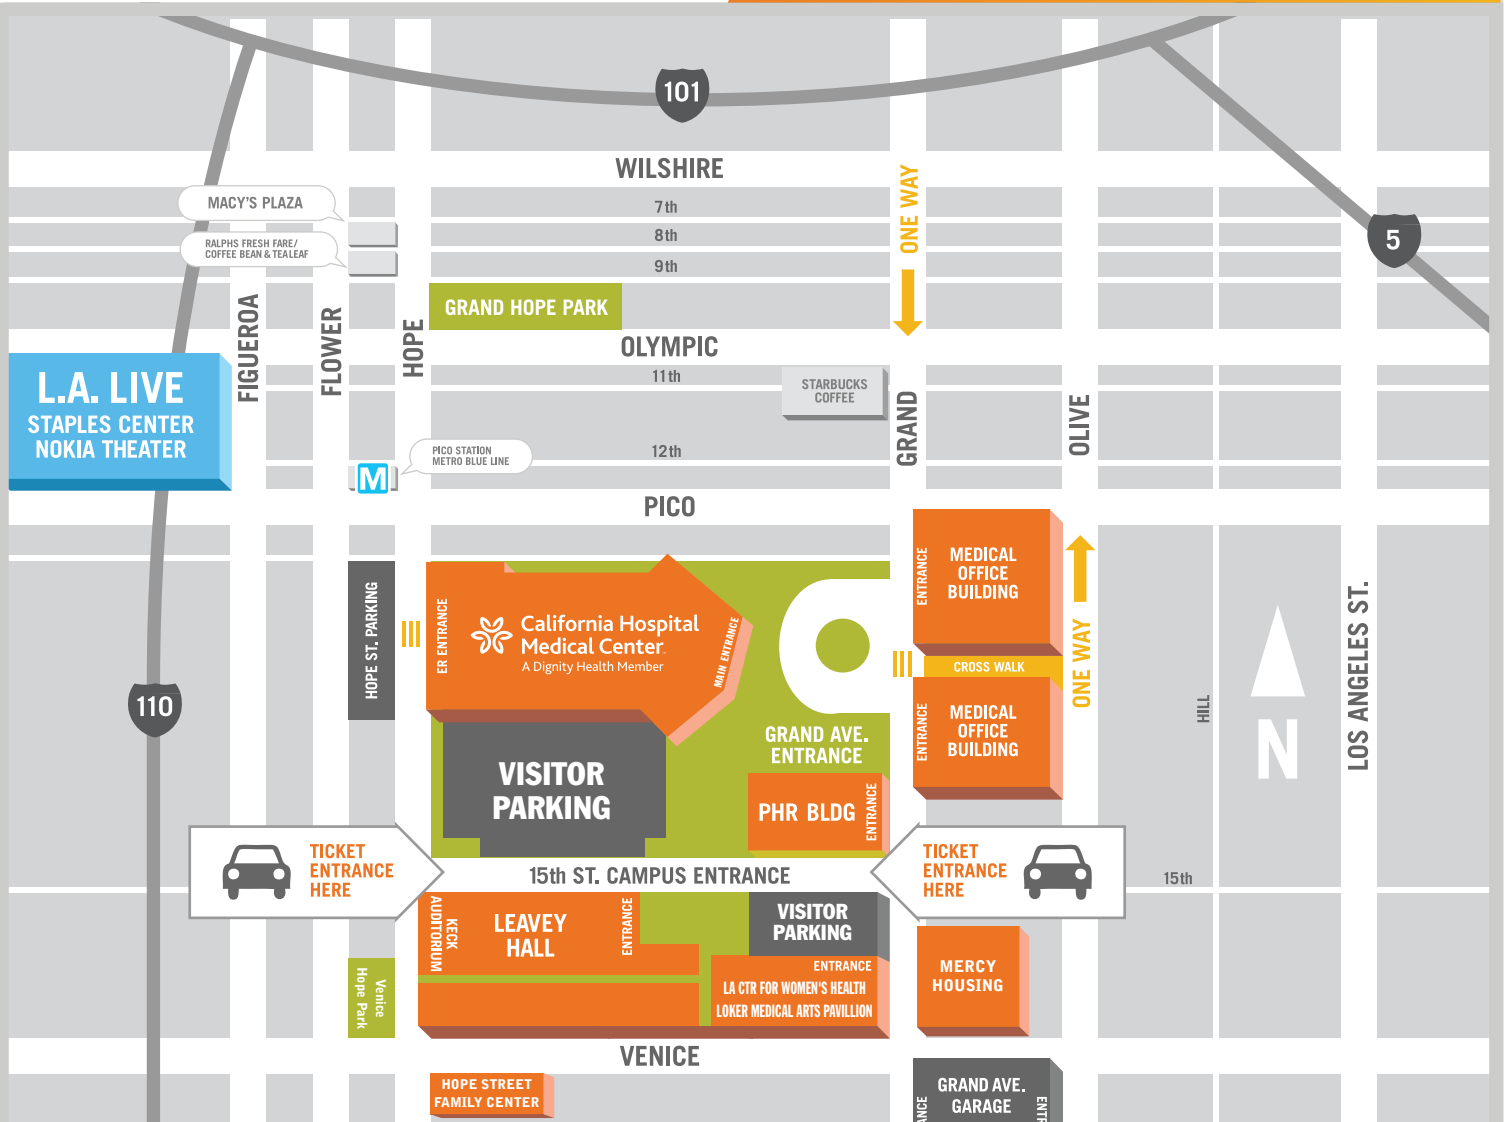 101
WILSHIRE
ONE WAY
MACY'S PLAZA
7th
8th
5
RALPHS FRESH FARE/
COFFEE BEAN & TEALEAF
9th
GRAND HOPE PARK
FIGUEROA
FLOWER
HOPE
OLYMPIC
11th
L.A. LIVE
STAPLES CENTER
NOKIA THEATER
STARBUCKS
COFFEE
GRAND
OLIVE
PICO STATION
METRO BLUE LINE
12th
M
PICO
ENTRANCE
MEDICAL
OFFICE
BUILDING
HOPE ST. PARKING
ER ENTRANCE
California Hospital
Medical Center.
A Dignity Health Member
MAIN ENTRANCE
CROSS WALK
ONE WAY
LOS ANGELES ST.
110
HILL
N
ENTRANCE
MEDICAL
OFFICE
BUILDING
GRAND AVE.
ENTRANCE
VISITOR
PARKING
PHR BLDG
ENTRANCE
TICKET
ENTRANCE
HERE
15th ST. CAMPUS ENTRANCE
TICKET
ENTRANCE
HERE
15th
KECK
AUDITORIUM
LEAVEY
HALL
ENTRANCE
VISITOR
PARKING
ENTRANCE
LA CTR FOR WOMEN'S HEALTH
LOKER MEDICAL ARTS PAVILLION
MERCY
HOUSING
Venice
Hope Park
VENICE
HOPE STREET
FAMILY CENTER
GRAND AVE.
GARAGE
ANCE
ENTR